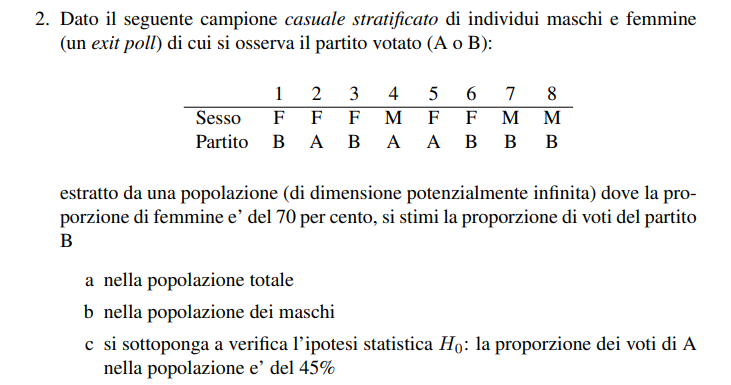 2. Dato il seguente campione casuale stratificato di individui maschi e femmine
(un exit poll) di cui si osserva il partito votato (A o B):
1 2 3 4 5 6 7 8
Sesso F F F M F F M M
Partito B A B A A B B B
estratto da una popolazione (di dimensione potenzialmente infinita) dove la pro-
porzione di femmine e' del 70 per cento, si stimi la proporzione di voti del partito
B
a nella popolazione totale
b nella popolazione dei maschi
c si sottoponga a verifica l'ipotesi statistica H₀: la proporzione dei voti di A
nella popolazione e' del 45%